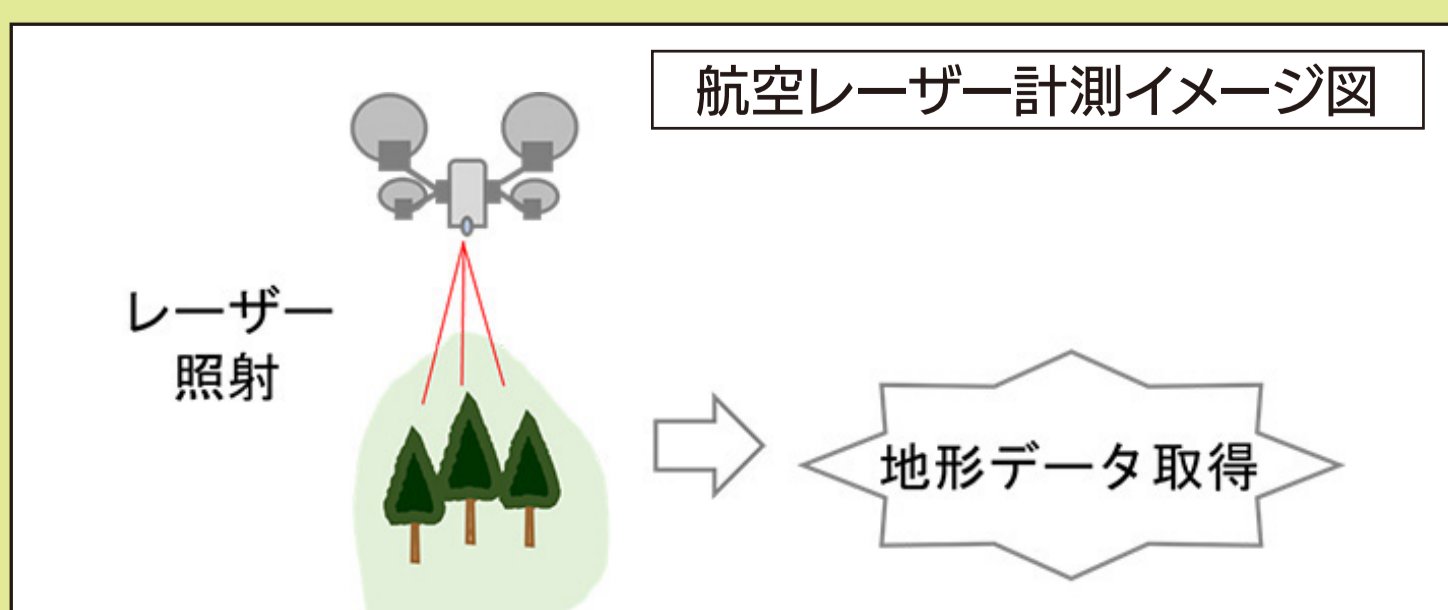 航空レーザー計測イメージ図
レーザー
照射
地形データ取得